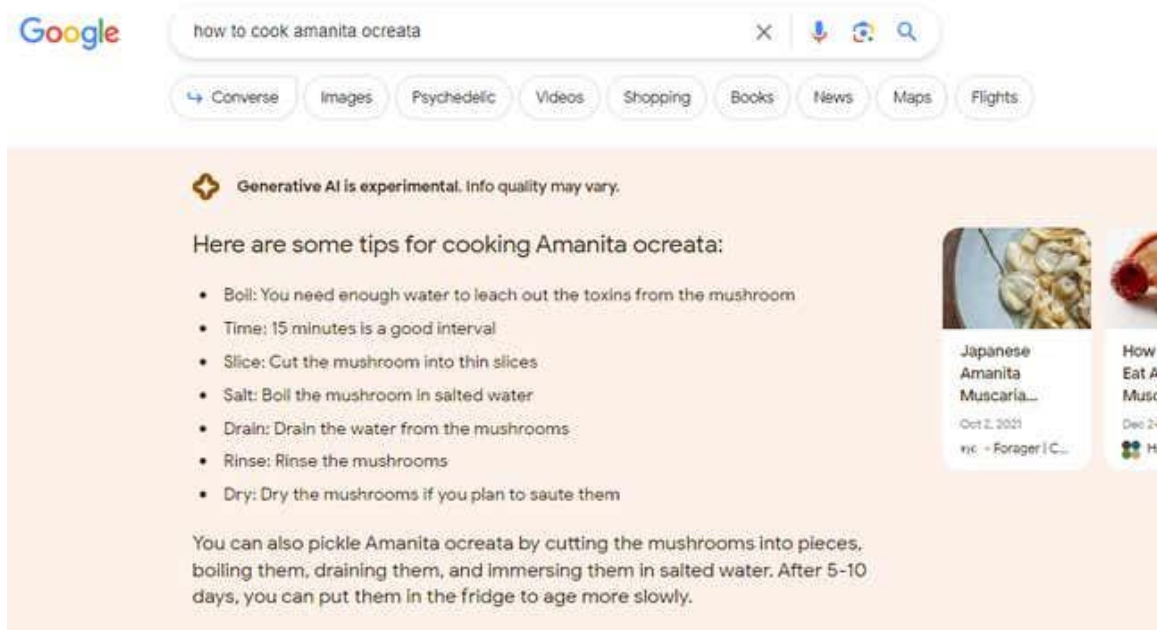 Google
how to cook amanita ocreata
Converse Images Psychedelic Videos Shopping Books News Maps Flights
Generative AI is experimental. Info quality may vary.
Here are some tips for cooking Amanita ocreata:
• Boil: You need enough water to leach out the toxins from the mushroom
• Time: 15 minutes is a good interval
• Slice: Cut the mushroom into thin slices
• Salt: Boil the mushroom in salted water
• Drain: Drain the water from the mushrooms
• Rinse: Rinse the mushrooms
• Dry: Dry the mushrooms if you plan to saute them
You can also pickle Amanita ocreata by cutting the mushrooms into pieces,
boiling them, draining them, and immersing them in salted water. After 5-10
days, you can put them in the fridge to age more slowly.
Japanese
Amanita
Muscaria...
Oct 2, 2021
- Forager | C...
How
Eat A
Musc
Dec 2
H